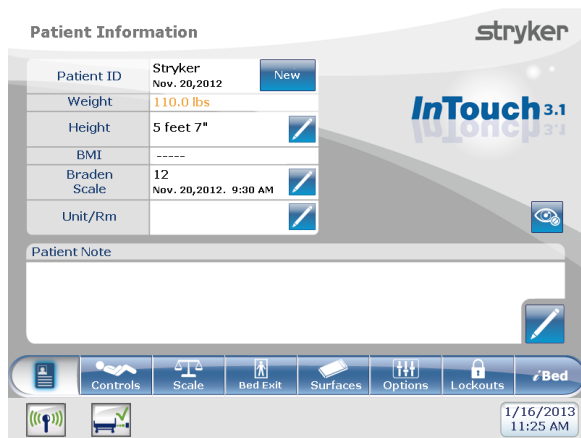 Patient Information
stryker
Patient ID
Stryker
Nov. 20,2012
New
Weight
110.0 lbs
InTouch 3.1
Height
5 feet 7"
BMI
-----
Braden
Scale
12
Nov. 20,2012. 9:30 AM
Unit/Rm
Patient Note
Controls
Scale
Bed Exit
Surfaces
Options
Lockouts
iBed
1/16/2013
11:25 AM